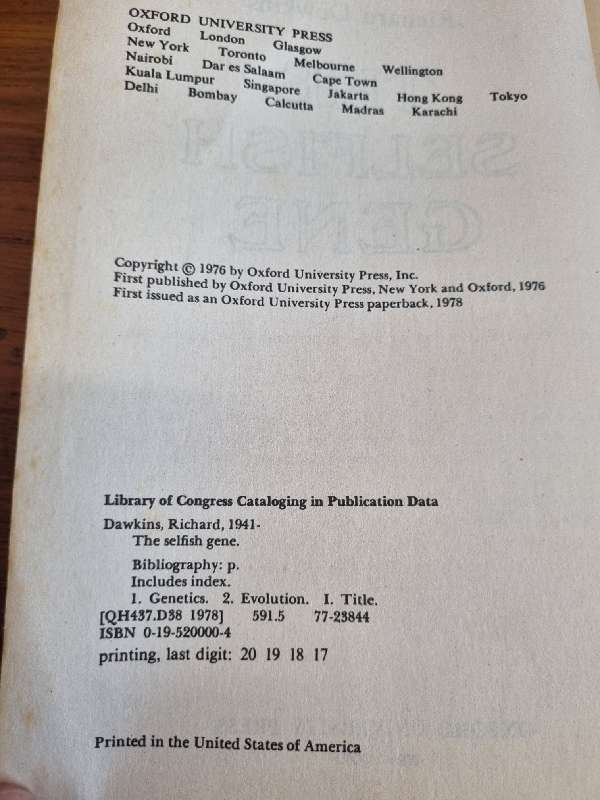 OXFORD UNIVERSITY PRESS
Oxford London Glasgow
New York Toronto Melbourne Wellington
Nairobi Dar es Salaam Cape Town
Kuala Lumpur Singapore Jakarta Hong Kong Tokyo
Delhi Bombay Calcutta Madras Karachi
SELFISH
GENE
Copyright © 1976 by Oxford University Press, Inc.
First published by Oxford University Press, New York and Oxford, 1976
First issued as an Oxford University Press paperback, 1978
Library of Congress Cataloging in Publication Data
Dawkins, Richard, 1941-
The selfish gene.
Bibliography: p.
Includes index.
1. Genetics. 2. Evolution. I. Title.
[QH437.D38 1978] 591.5 77-23844
ISBN 0-19-520000-4
printing, last digit: 20 19 18 17
Printed in the United States of America